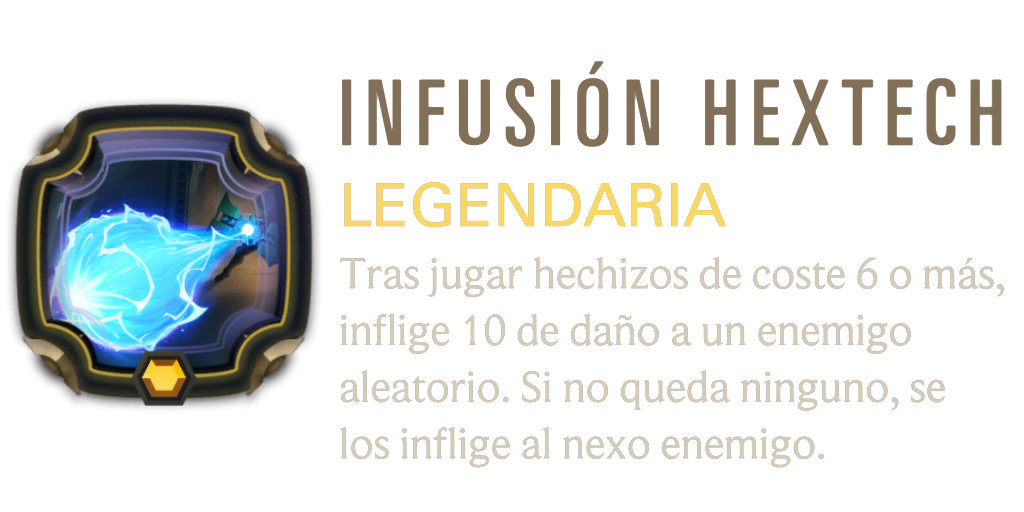 INFUSIÓN HEXTECH
LEGENDARIA
Tras jugar hechizos de coste 6 o más,
inflige 10 de daño a un enemigo
aleatorio. Si no queda ninguno, se
los inflige al nexo enemigo.